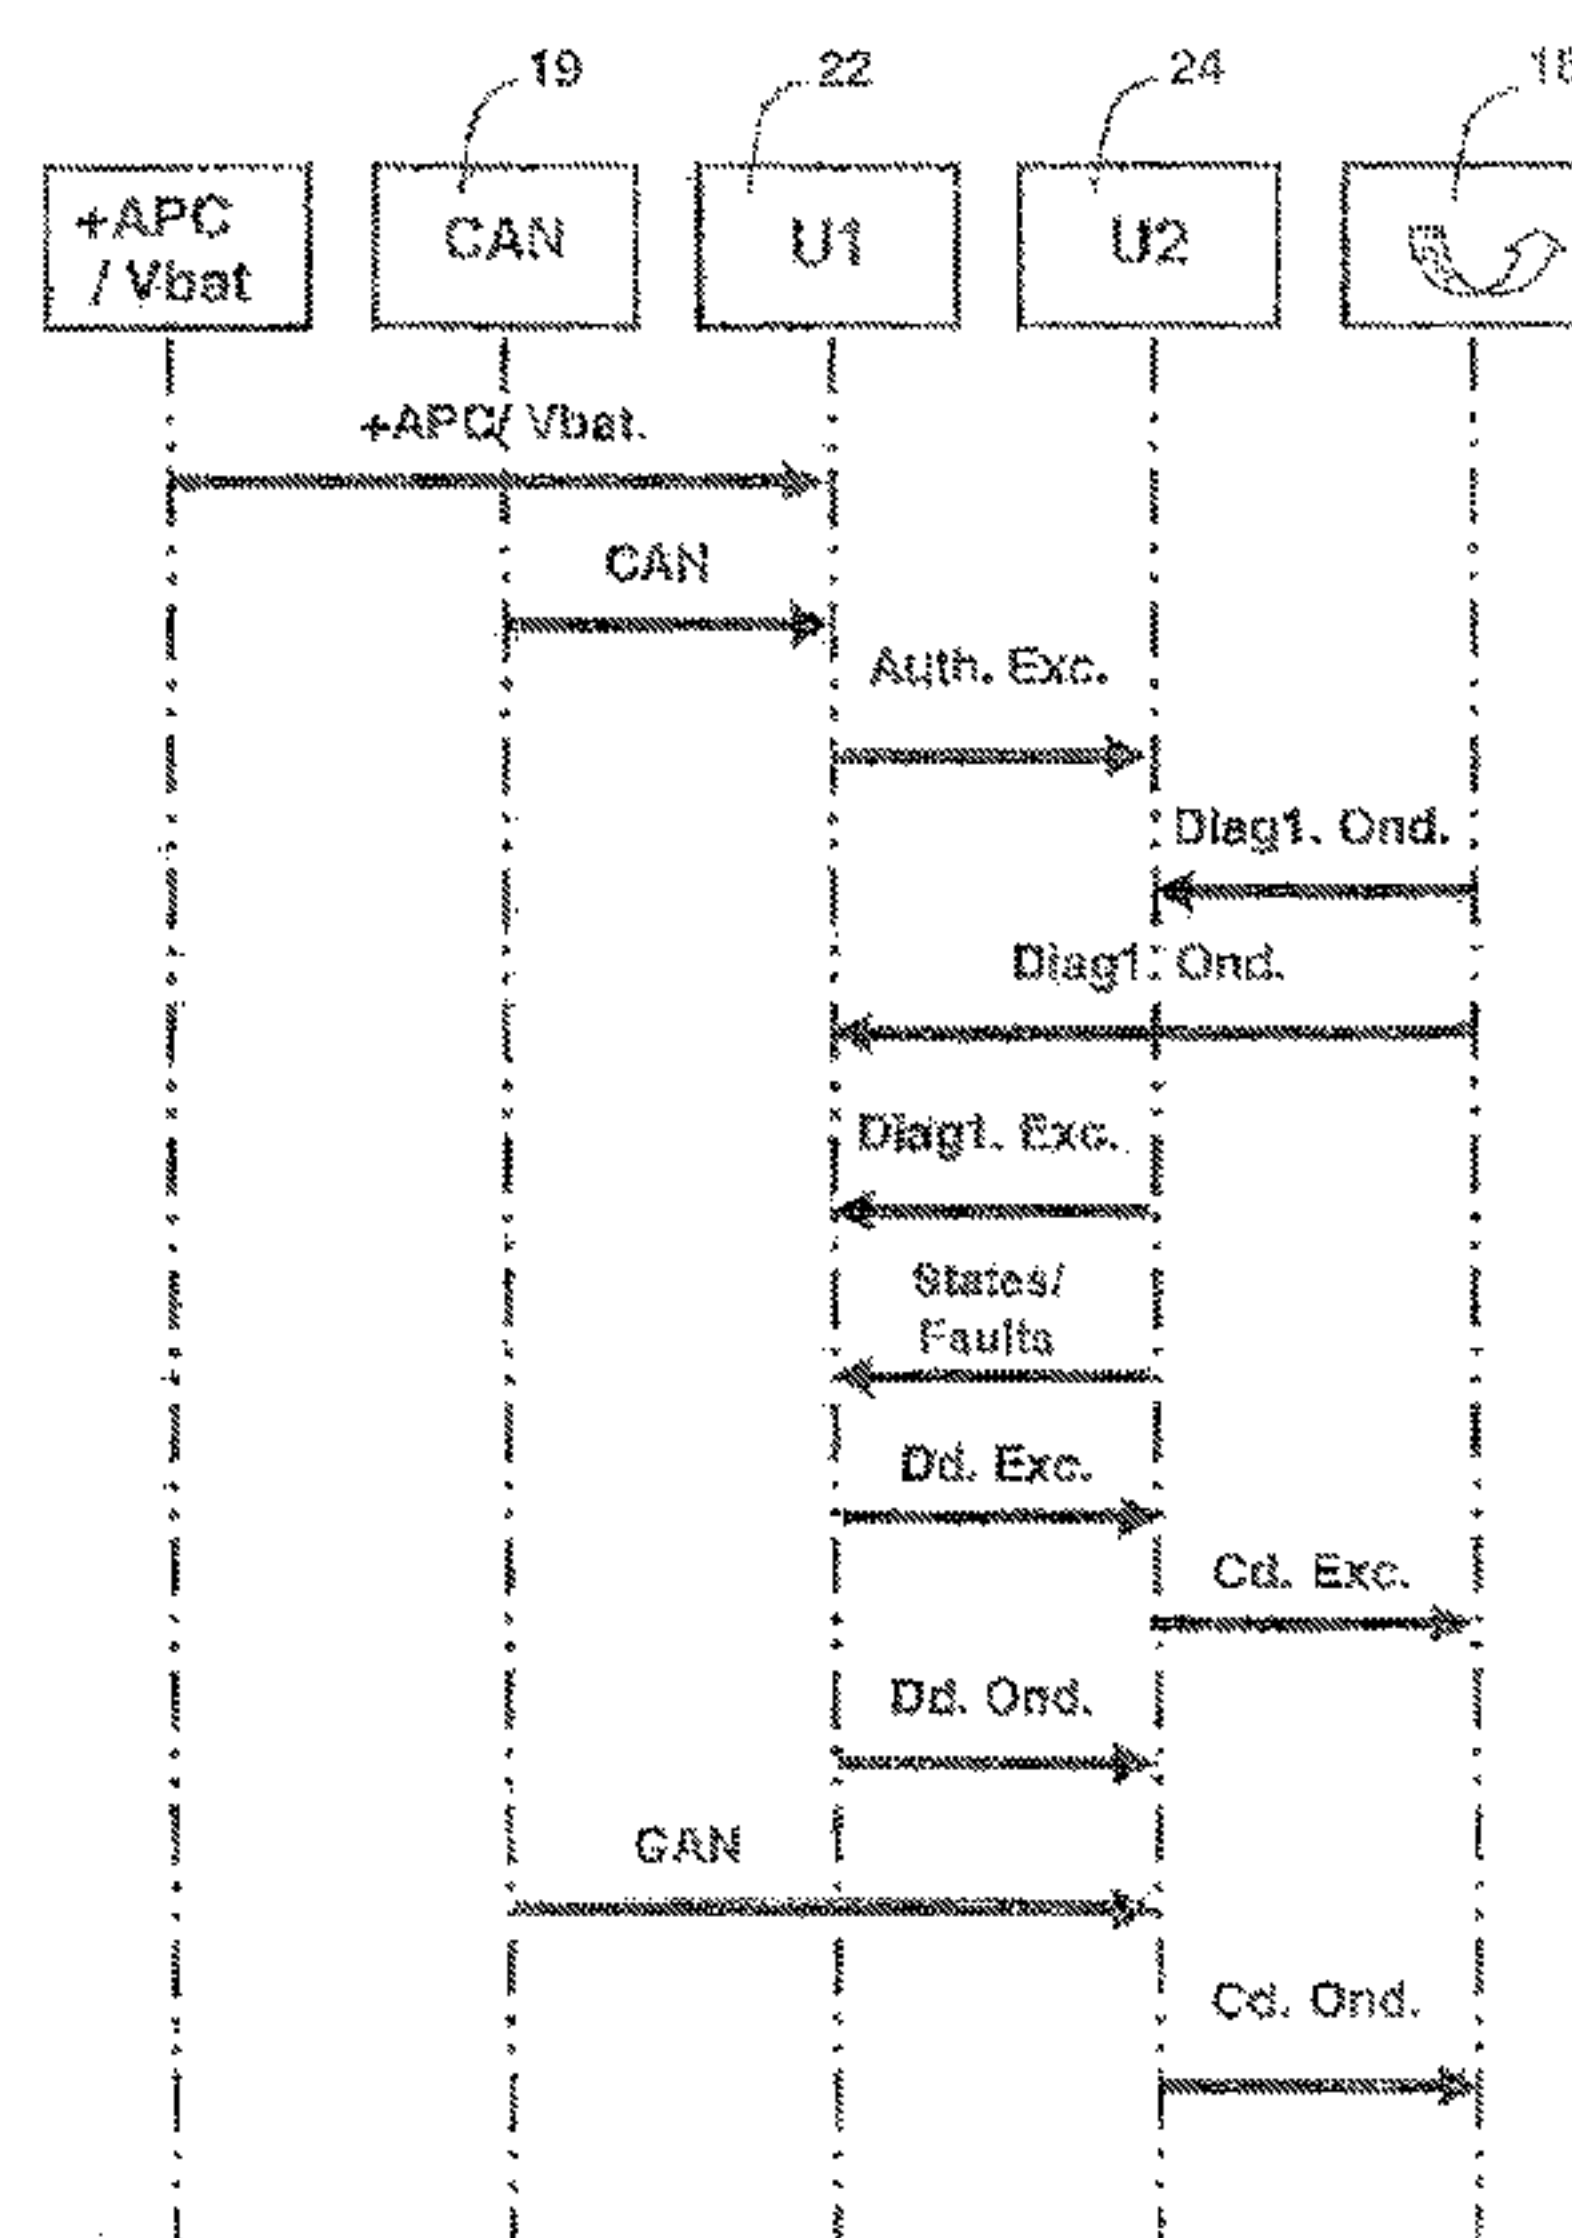 19
22
24
+APC
/ Vbat
CAN
U1
U2
+APC/ Vbat.
CAN
Auth. Exc.
Diag1. Ond.
Diag1. Ond.
Diag1. Exc.
States/
Faults
Dd. Exc.
Cd. Exc.
Dd. Ond.
CAN
Cd. Ond.